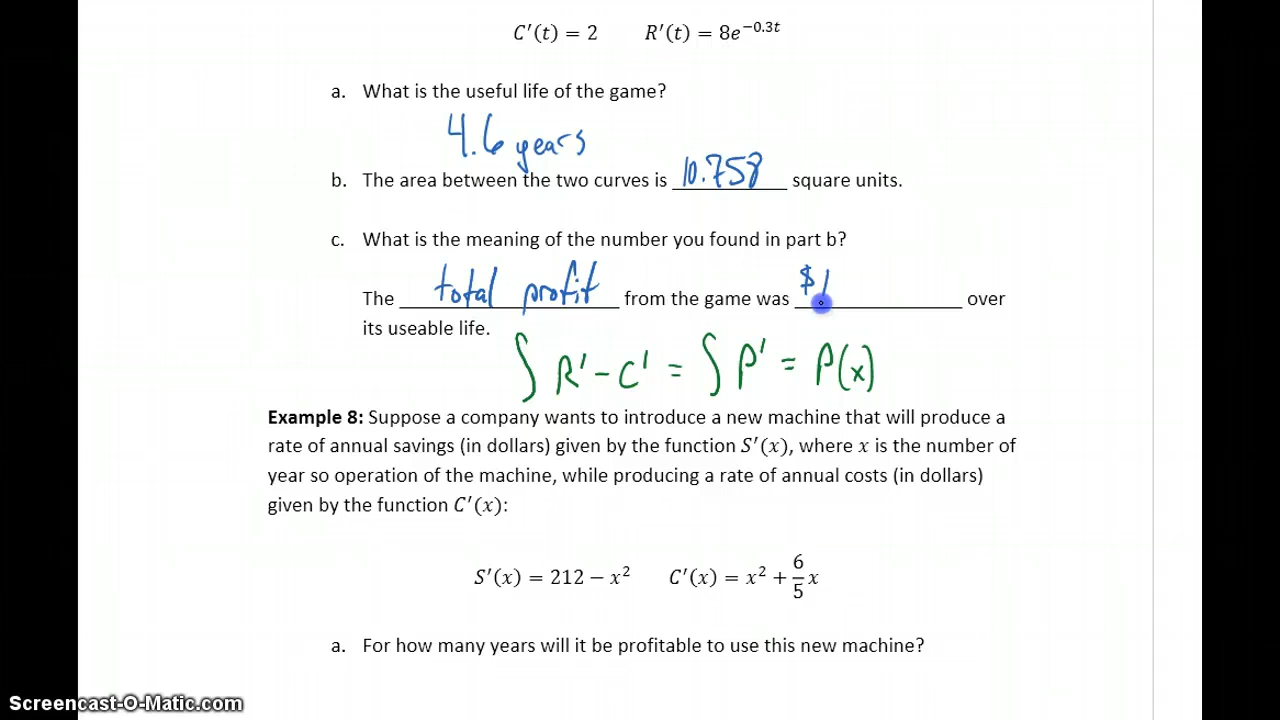 C′(t) = 2 R′(t) = 8e^−0.3t
a. What is the useful life of the game?
4.6 years
b. The area between the two curves is 10.758 square units.
c. What is the meaning of the number you found in part b?
The total profit from the game was $1 over
its useable life.
∫ R' − C' = ∫ P' = P(x)
Example 8: Suppose a company wants to introduce a new machine that will produce a
rate of annual savings (in dollars) given by the function S′(x), where x is the number of
year so operation of the machine, while producing a rate of annual costs (in dollars)
given by the function C′(x):
S′(x) = 212 − x² C′(x) = x² + 6/5 x
a. For how many years will it be profitable to use this new machine?
Screencast-O-Matic.com